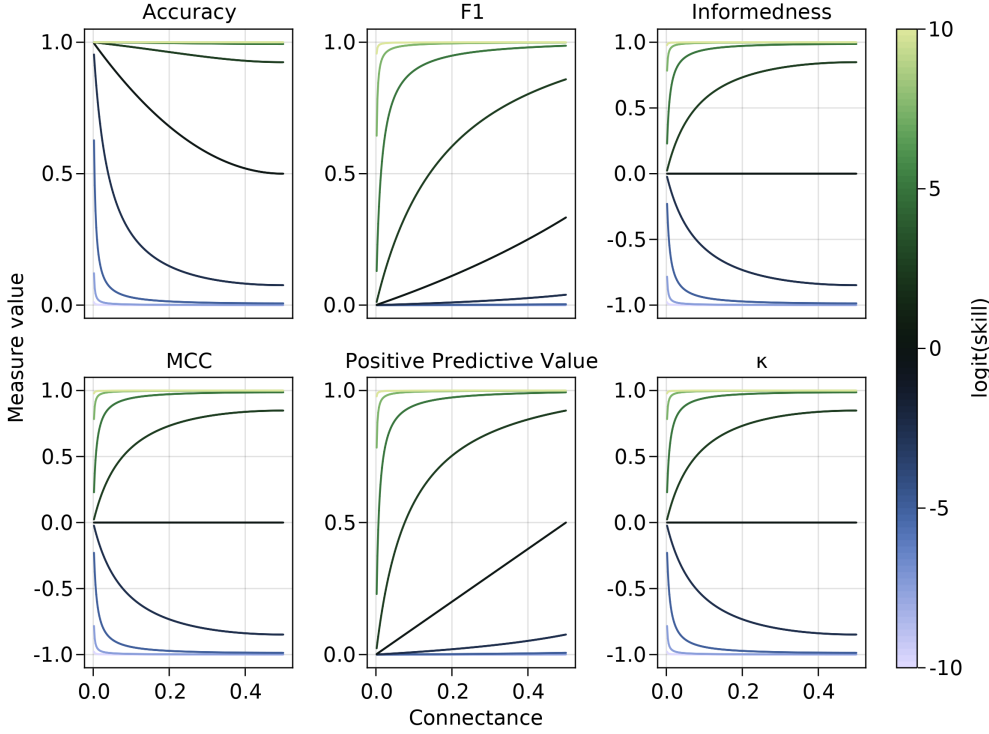 Accuracy F1 Informedness
1.0 1.0 1.0 10
0.5
0.5 0.5 0.0 5
-0.5
0.0 0.0 -1.0
Measure value
MCC Positive Predictive Value κ 0
logit(skill)
1.0 1.0 1.0
0.5 0.5
0.0 0.5 0.0 -5
-0.5 -0.5
-1.0 0.0 -1.0 -10
0.0 0.2 0.4 0.0 0.2 0.4 0.0 0.2 0.4
Connectance